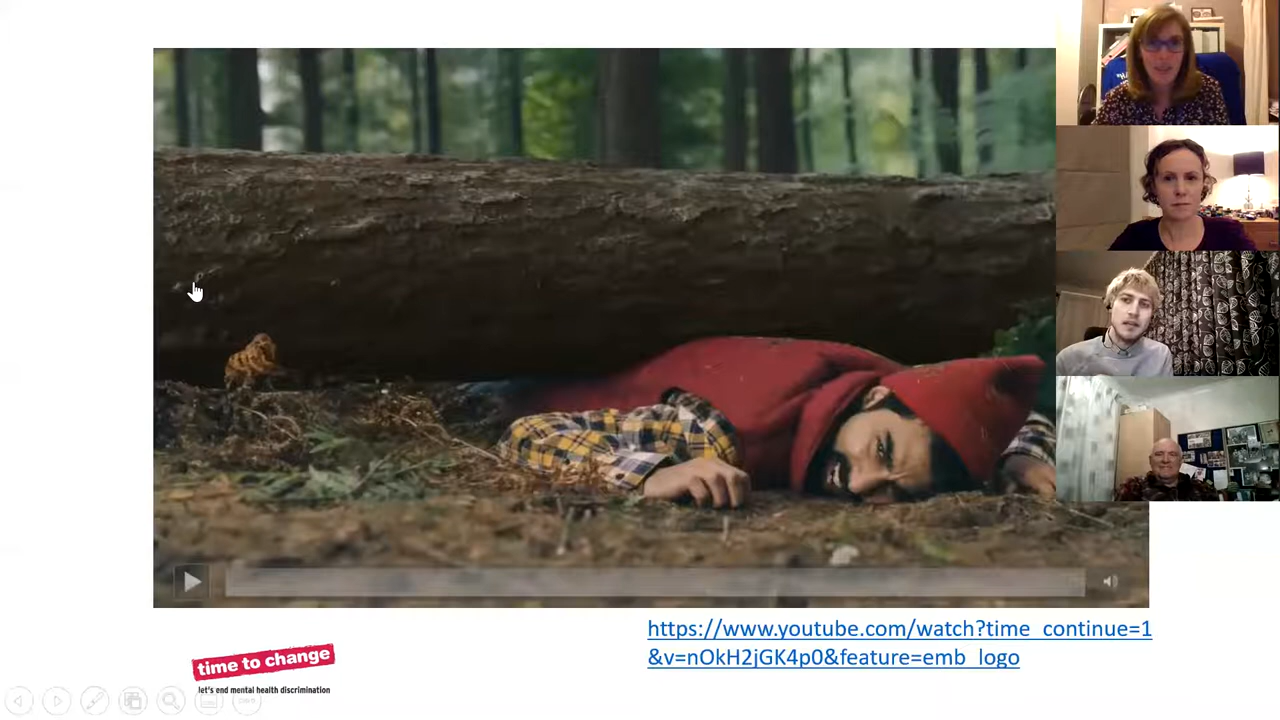 https://www.youtube.com/watch?time_continue=1
&v=nOkH2jGK4p0&feature=emb_logo
time to change
let's end mental health discrimination